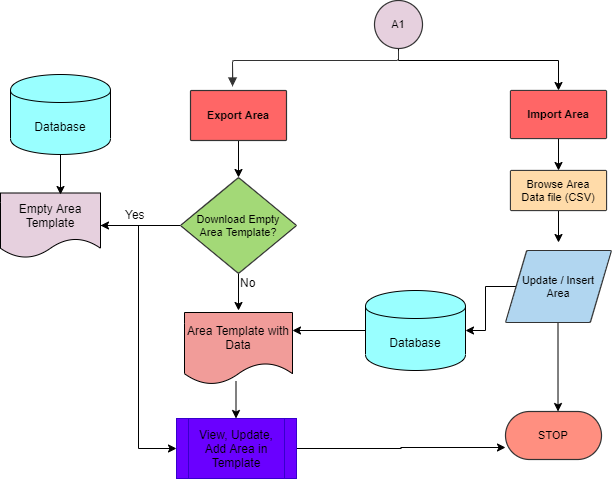 A1
Export Area
Import Area
Database
Browse Area
Data file (CSV)
Empty Area
Template
Yes
Download Empty
Area Template?
No
Update / Insert
Area
Area Template with
Data
Database
View, Update,
Add Area in
Template
STOP